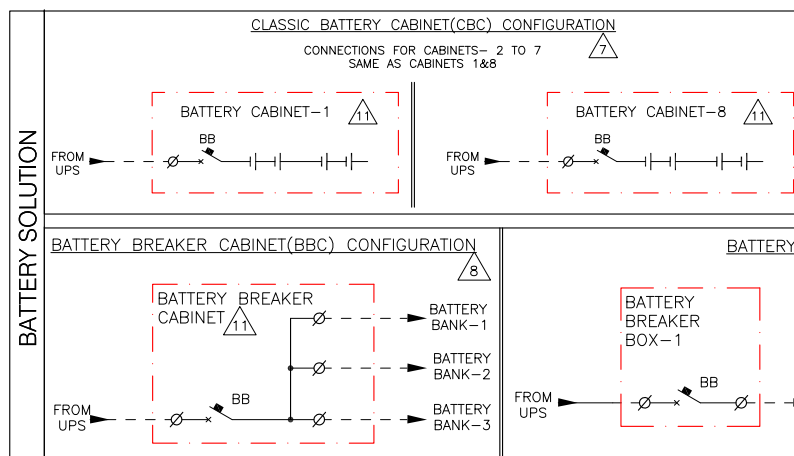 BATTERY SOLUTION
CLASSIC BATTERY CABINET(CBC) CONFIGURATION
7
CONNECTIONS FOR CABINETS- 2 TO 7
SAME AS CABINETS 1&8
BATTERY CABINET-1
11
BB
FROM
UPS
BATTERY CABINET-8
11
BB
FROM
UPS
BATTERY BREAKER CABINET(BBC) CONFIGURATION
8
BATTERY BREAKER
CABINET
11
BB
FROM
UPS
BATTERY
BANK-1
BATTERY
BANK-2
BATTERY
BANK-3
BATTERY
BATTERY
BREAKER
BOX-1
BB
FROM
UPS